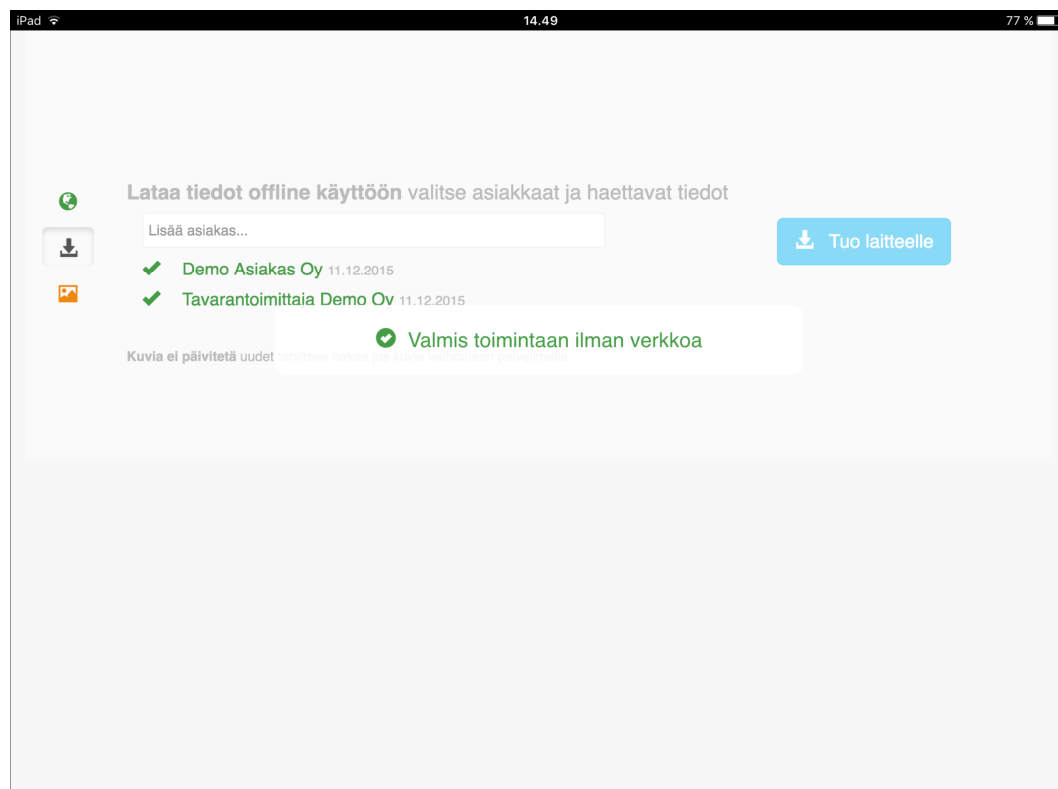 iPad 14.49 77 %
Lataa tiedot offline käyttöön valitse asiakkaat ja haettavat tiedot
Lisää asiakas...
Tuo laitteelle
Demo Asiakas Oy 11.12.2015
Tavarantoimittaja Demo Oy 11.12.2015
Valmis toimintaan ilman verkkoa
Kuvia ei päivitetä uudet